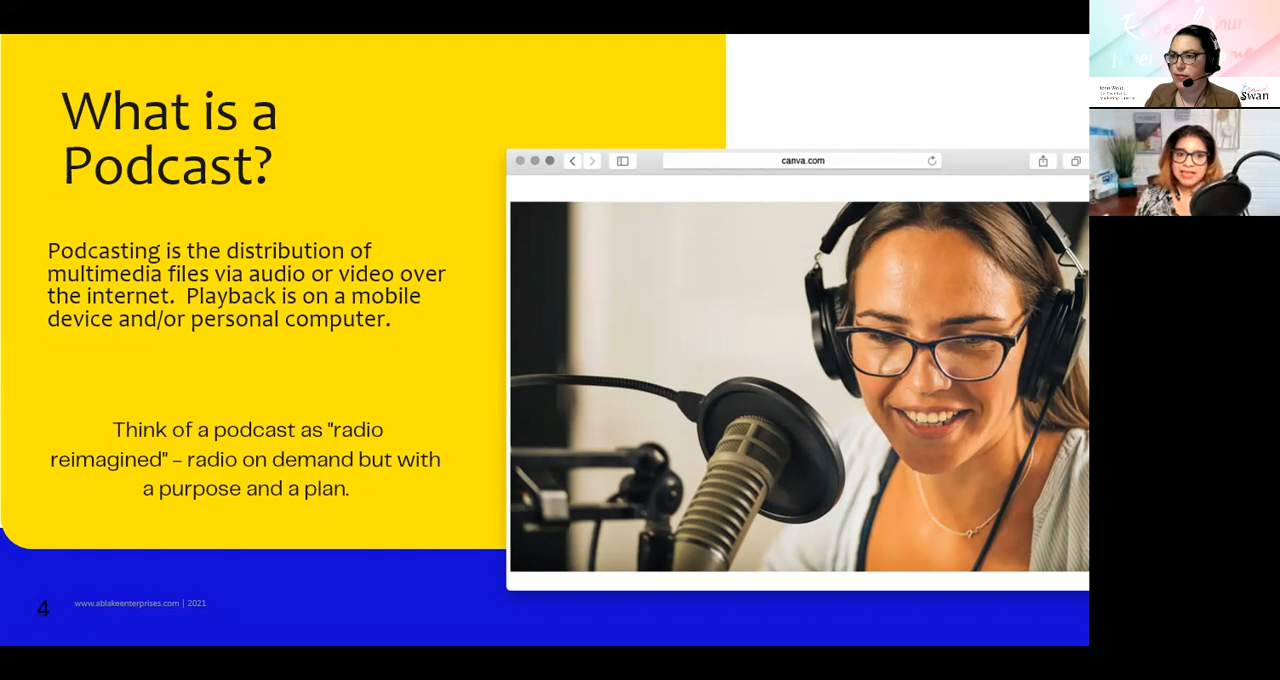 What is a
Podcast?
Podcasting is the distribution of
multimedia files via audio or video over
the internet.  Playback is on a mobile
device and/or personal computer.
Think of a podcast as "radio
reimagined" – radio on demand but with
a purpose and a plan.
4
www.ablakeenterprises.com | 2021
canva.com
Swan